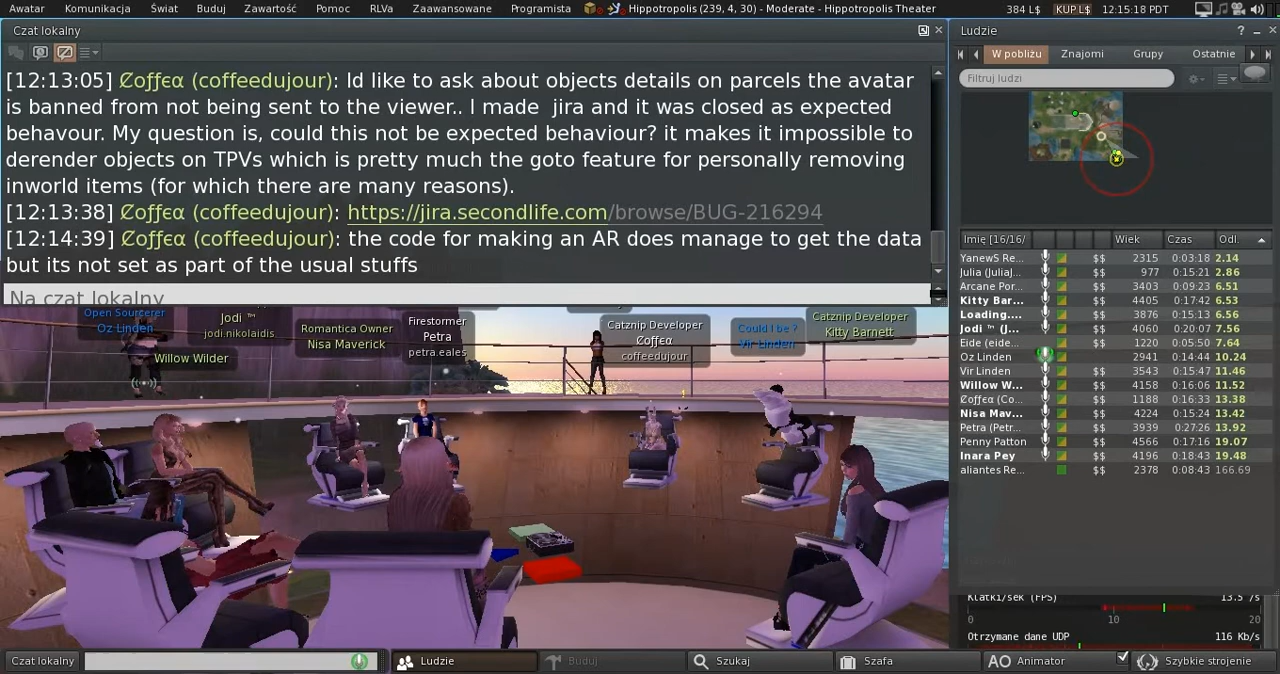 Awatar Komunikacja Świat Buduj Zawartość Pomoc RLVa Zaawansowane Programista Hippotropolis (239, 4, 30) - Moderate - Hippotropolis Theater 384 L$ KUP L$ 12:15:18 PDT
Czat lokalny
[12:13:05] Ȼσƒƒєα (coffeedujour): Id like to ask about objects details on parcels the avatar
is banned from not being sent to the viewer.. I made jira and it was closed as expected
behavour. My question is, could this not be expected behaviour? it makes it impossible to
derender objects on TPVs which is pretty much the goto feature for personally removing
inworld items (for which there are many reasons).
[12:13:38] Ȼσƒƒєα (coffeedujour): https://jira.secondlife.com/browse/BUG-216294
[12:14:39] Ȼσƒƒєα (coffeedujour): the code for making an AR does manage to get the data
but its not set as part of the usual stuffs
Na czat lokalny
Open Sourcerer
Oz Linden
Jodi ™
jodi.nikolaidis
Willow Wilder
Romantica Owner
Nisa Maverick
Firestormer
Petra
petra.eales
Catznip Developer
Ȼσƒƒєα
coffeedujour
Could I be ?
Vir Linden
Catznip Developer
Kitty Barnett
Ludzie
W pobliżu Znajomi Grupy Ostatnie
Filtruj ludzi
Imię [16/16/ Wiek Czas Odl.
YanewS Re... $$ 2315 0:03:18 2.14
Julia (JuliaJ... $$ 977 0:15:21 2.86
Arcane Por... $$ 3403 0:09:23 6.51
Kitty Bar... $$ 4405 0:17:42 6.53
Loading.... $$ 3876 0:15:13 6.56
Jodi ™ (J... $$ 4060 0:20:07 7.56
Eide (eide... $$ 1220 0:05:50 7.64
Oz Linden 2941 0:14:44 10.24
Vir Linden $$ 3543 0:15:47 11.46
Willow W... $$ 4158 0:16:06 11.52
Ȼσƒƒєα (Co... $$ 1188 0:16:33 13.38
Nisa Mav... $$ 4224 0:15:24 13.42
Petra (Petr... $$ 3939 0:27:26 13.92
Penny Patton $$ 4566 0:17:16 19.07
Inara Pey $$ 4196 0:18:43 19.48
aliantes Re... $$ 2378 0:08:43 166.69
Klatki/sek (FPS) 13.5 /s
0 10 20
Otrzymane dane UDP 116 Kb/s
Czat lokalny Ludzie Buduj Szukaj Szafa AO Animator Szybkie strojenie